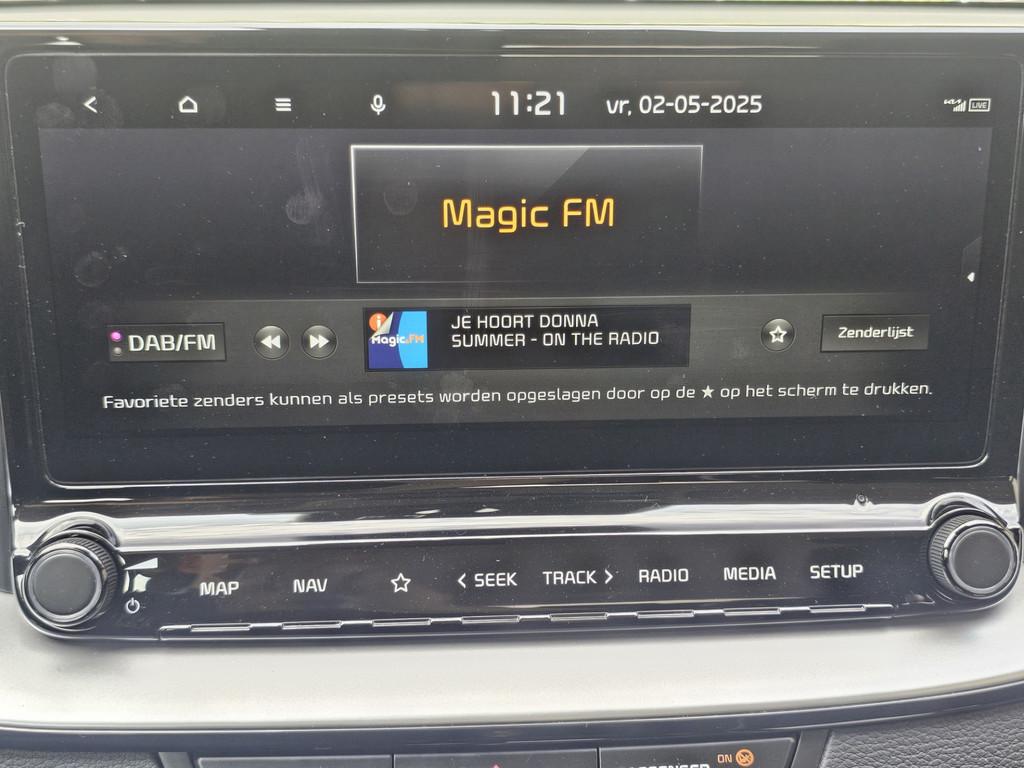 11:21 vr, 02-05-2025
LIVE
Magic FM
DAB/FM
Magic.FM
JE HOORT DONNA
SUMMER - ON THE RADIO
Zenderlijst
Favoriete zenders kunnen als presets worden opgeslagen door op de ★ op het scherm te drukken.
MAP NAV ☆ < SEEK TRACK > RADIO MEDIA SETUP
ON
PASSENGER